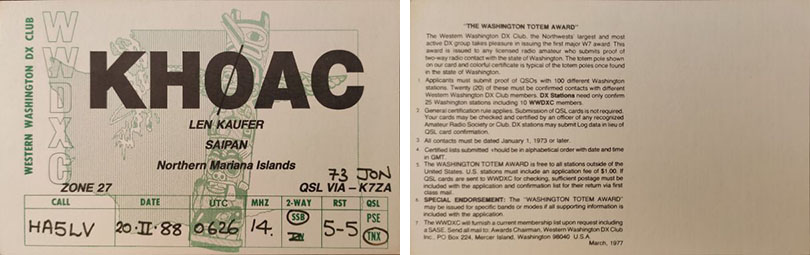 WESTERN WASHINGTON DX CLUB
WWDXC
KHØAC
LEN KAUFER
SAIPAN
Northern Mariana Islands
73 JON
ZONE 27
QSL VIA – K7ZA
CALL DATE UTC MHZ 2-WAY RST QSL
HA5LV 20·II·88 0626 14. SSB 5-5 PSE
TNX
"THE WASHINGTON TOTEM AWARD"
The Western Washington DX Club, the Northwests' largest and most
active DX group takes pleasure in issuing the first major W7 award. This
award is issued to any licensed radio amateur who submits proof of
two-way radio contact with the state of Washington. The totem pole shown
on our card and colorful certificate is typical of the totem poles once found
in the state of Washington.
1 Applicants must submit proof of QSOs with 100 different Washington
stations. Twenty (20) of these must be confirmed contacts with different
Western Washington DX Club members. DX Stations need only confirm
25 Washington stations including 10 WWDXC members.
2 General certification rule applies. Submission of QSL cards is not required.
Your cards may be checked and certified by an officer of any recognized
Amateur Radio Society or Club. DX stations may submit Log data in lieu of
QSL card confirmation.
3 All contacts must be dated January 1, 1973 or later.
4 Certified lists submitted should be in alphabetical order with date and time
in GMT.
5 The WASHINGTON TOTEM AWARD is free to all stations outside of the
United States. U.S. stations must include an application fee of $1.00. If
QSL cards are sent to WWDXC for checking, sufficient postage must be
included with the application and confirmation list for their return via first
class mail.
6 SPECIAL ENDORSEMENT: The "WASHINGTON TOTEM AWARD"
may be issued for specific bands or modes if all supporting information is
included with the application.
7 The WWDXC will furnish a current membership list upon request including
a SASE. Send all mail to: Awards Chairman, Western Washington DX Club
Inc., PO Box 224, Mercer Island, Washington 98040 U.S.A.
March, 1977